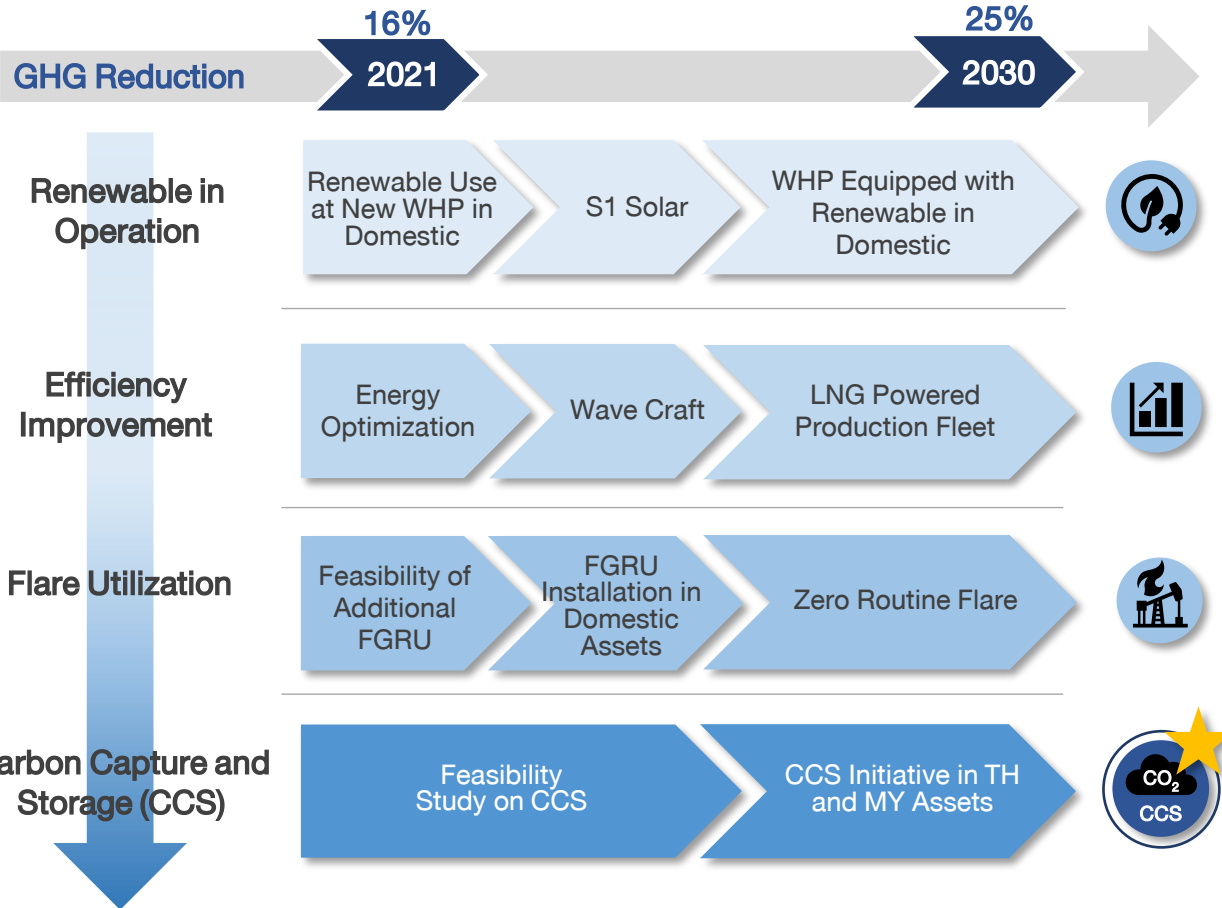 16%
25%
GHG Reduction
2021
2030
Renewable in
Operation
Renewable Use
at New WHP in
Domestic
S1 Solar
WHP Equipped with
Renewable in
Domestic
Efficiency
Improvement
Energy
Optimization
Wave Craft
LNG Powered
Production Fleet
Flare Utilization
Feasibility of
Additional
FGRU
FGRU
Installation in
Domestic
Assets
Zero Routine Flare
arbon Capture and
Storage (CCS)
Feasibility
Study on CCS
CCS Initiative in TH
and MY Assets
CO₂
CCS